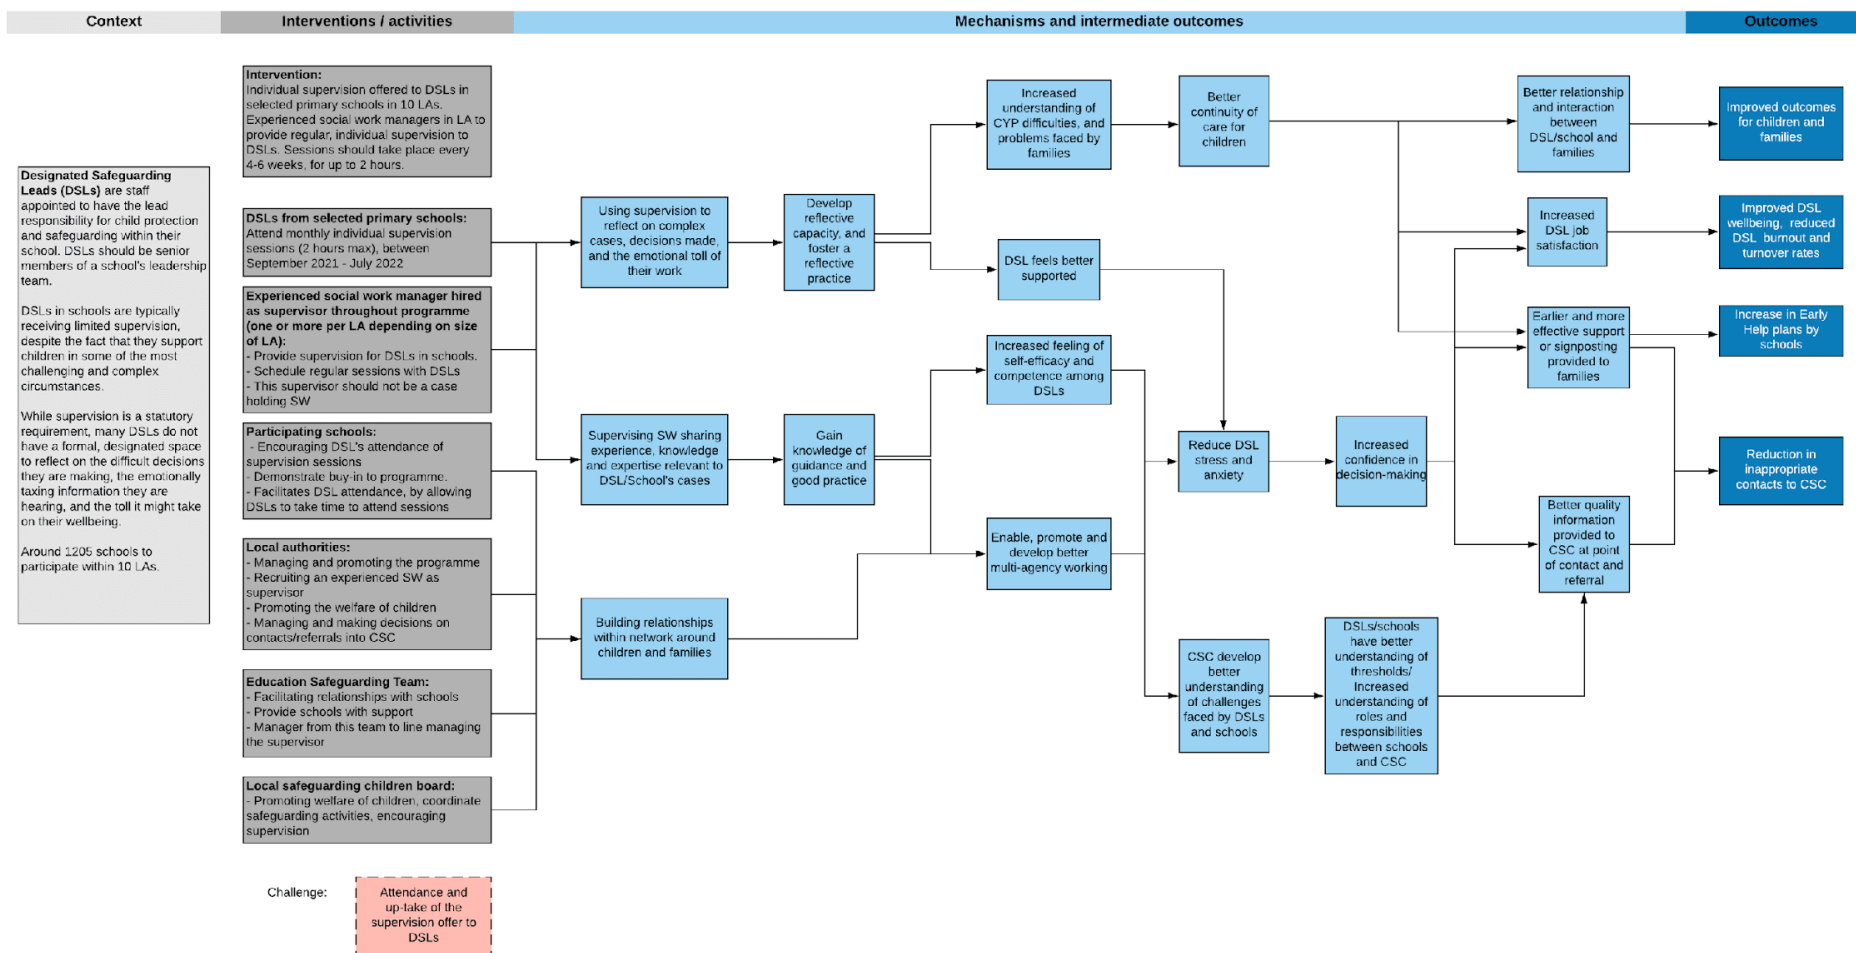 Context
Interventions / activities
Mechanisms and intermediate outcomes
Outcomes
Designated Safeguarding
Leads (DSLs) are staff
appointed to have the lead
responsibility for child protection
and safeguarding within their
school. DSLs should be senior
members of a school's leadership
team.
DSLs in schools are typically
receiving limited supervision,
despite the fact that they support
children in some of the most
challenging and complex
circumstances.
While supervision is a statutory
requirement, many DSLs do not
have a formal, designated space
to reflect on the difficult decisions
they are making, the emotionally
taxing information they are
hearing, and the toll it might take
on their wellbeing.
Around 1205 schools to
participate within 10 LAs.
Intervention:
Individual supervision offered to DSLs in
selected primary schools in 10 LAs.
Experienced social work managers in LA to
provide regular, individual supervision to
DSLs. Sessions should take place every
4-6 weeks, for up to 2 hours.
DSLs from selected primary schools:
Attend monthly individual supervision
sessions (2 hours max), between
September 2021 - July 2022
Experienced social work manager hired
as supervisor throughout programme
(one or more per LA depending on size
of LA):
- Provide supervision for DSLs in schools.
- Schedule regular sessions with DSLs
- This supervisor should not be a case
holding SW
Participating schools:
- Encouraging DSL's attendance of
supervision sessions
- Demonstrate buy-in to programme.
- Facilitates DSL attendance, by allowing
DSLs to take time to attend sessions
Local authorities:
- Managing and promoting the programme
- Recruiting an experienced SW as
supervisor
- Promoting the welfare of children
- Managing and making decisions on
contacts/referrals into CSC
Education Safeguarding Team:
- Facilitating relationships with schools
- Provide schools with support
- Manager from this team to line managing
the supervisor
Local safeguarding children board:
- Promoting welfare of children, coordinate
safeguarding activities, encouraging
supervision
Challenge:
Attendance and
up-take of the
supervision offer to
DSLs
Using supervision to
reflect on complex
cases, decisions made,
and the emotional toll of
their work
Supervising SW sharing
experience, knowledge
and expertise relevant to
DSL/School's cases
Building relationships
within network around
children and families
Develop
reflective
capacity, and
foster a
reflective
practice
Gain
knowledge of
guidance and
good practice
Increased
understanding of
CYP difficulties, and
problems faced by
families
DSL feels better
supported
Increased feeling of
self-efficacy and
competence among
DSLs
Enable, promote and
develop better
multi-agency working
Better
continuity of
care for
children
Reduce DSL
stress and
anxiety
CSC develop
better
understanding
of challenges
faced by DSLs
and schools
Increased
confidence in
decision-making
DSLs/schools
have better
understanding of
thresholds/
Increased
understanding of
roles and
responsibilities
between schools
and CSC
Better relationship
and interaction
between
DSL/school and
families
Increased
DSL job
satisfaction
Earlier and more
effective support
or signposting
provided to
families
Better quality
information
provided to
CSC at point
of contact and
referral
Improved outcomes
for children and
families
Improved DSL
wellbeing, reduced
DSL burnout and
turnover rates
Increase in Early
Help plans by
schools
Reduction in
inappropriate
contacts to CSC